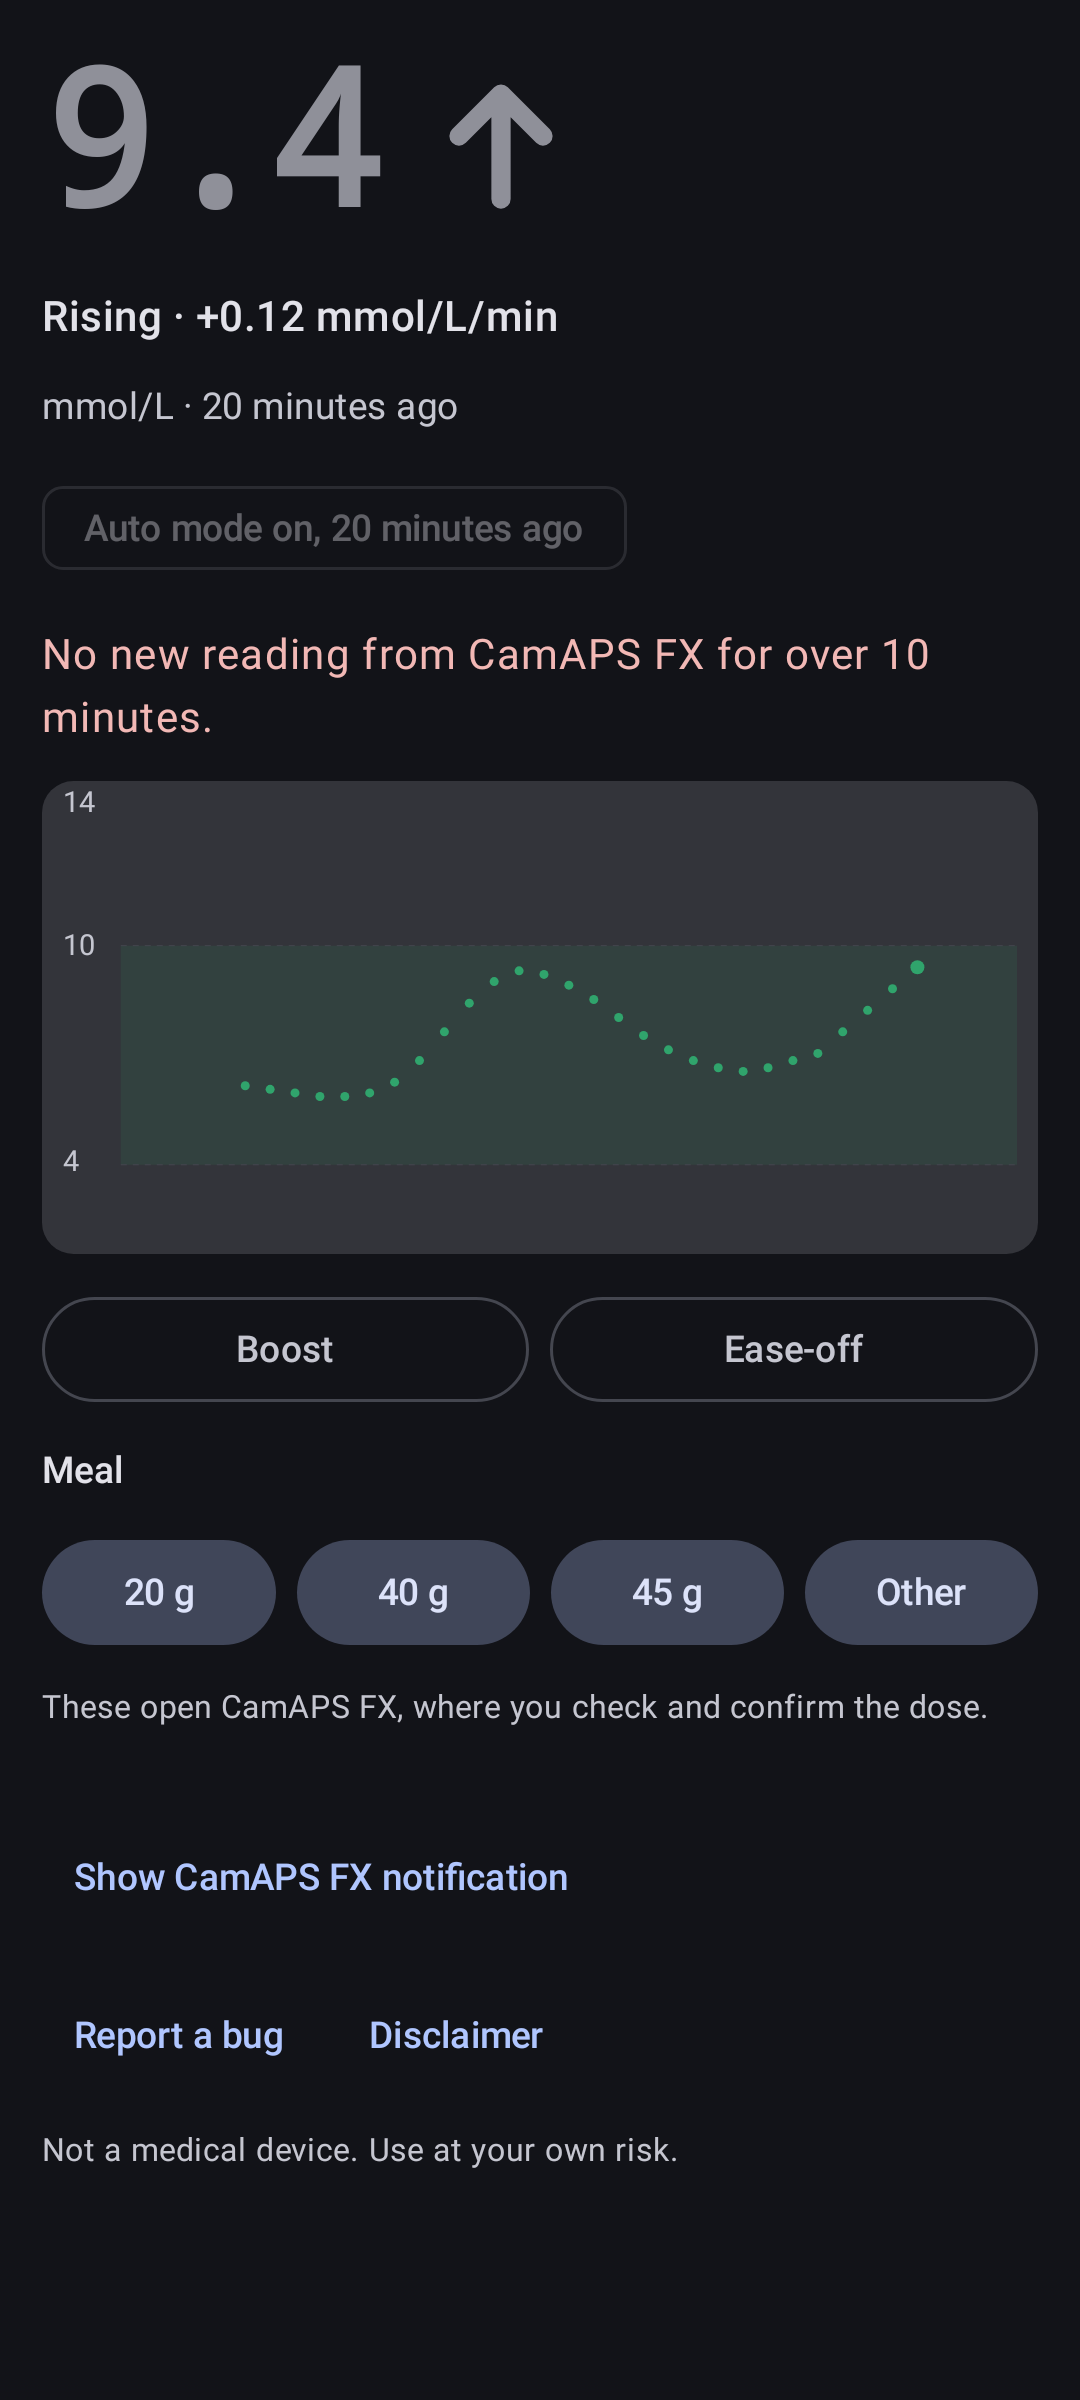 9.4 ↑
Rising · +0.12 mmol/L/min
mmol/L · 20 minutes ago
Auto mode on, 20 minutes ago
No new reading from CamAPS FX for over 10
minutes.
14
10
4
Boost Ease-off
Meal
20 g 40 g 45 g Other
These open CamAPS FX, where you check and confirm the dose.
Show CamAPS FX notification
Report a bug Disclaimer
Not a medical device. Use at your own risk.